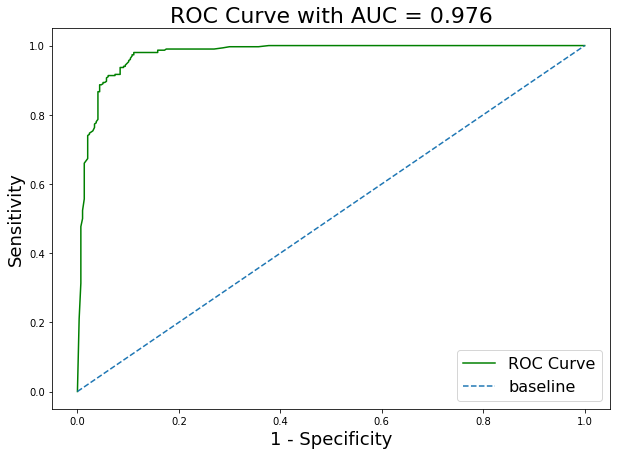 ROC Curve with AUC = 0.976
Sensitivity
1.0
0.8
0.6
0.4
0.2
0.0
0.0 0.2 0.4 0.6 0.8 1.0
1 - Specificity
ROC Curve
baseline